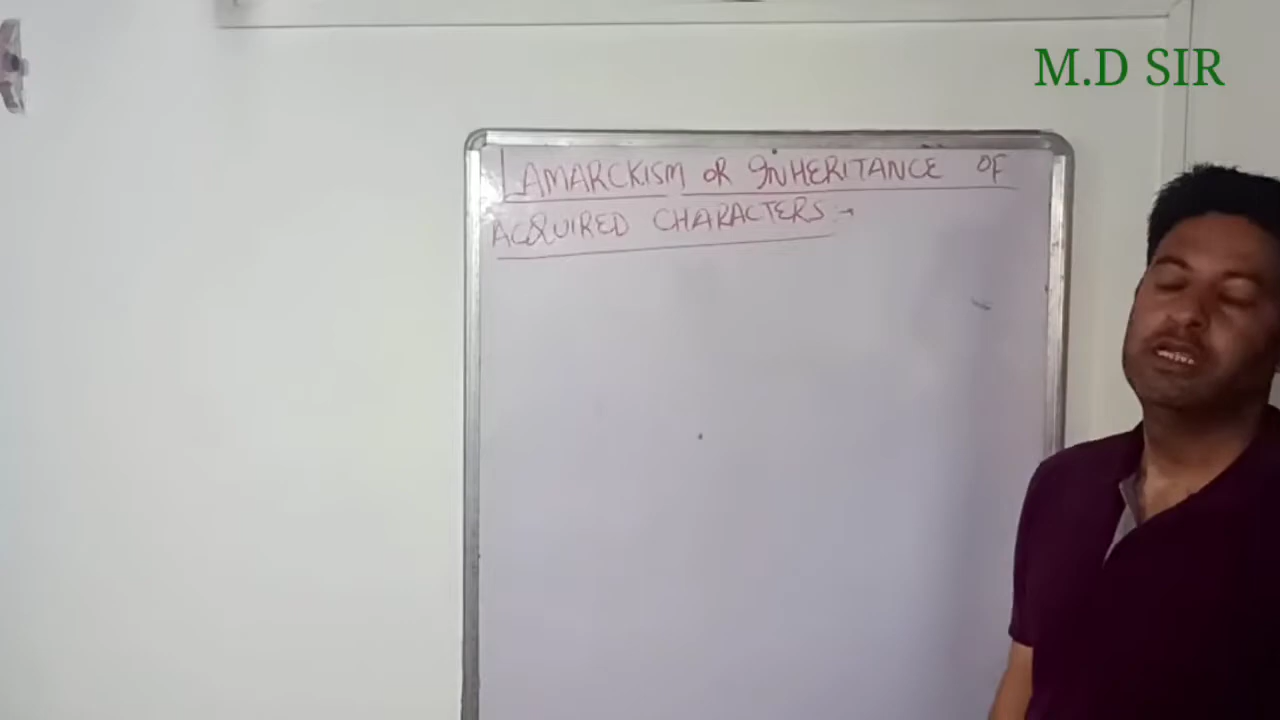 M.D SIR
LAMARCKISM OR INHERITANCE OF
ACQUIRED CHARACTERS :→